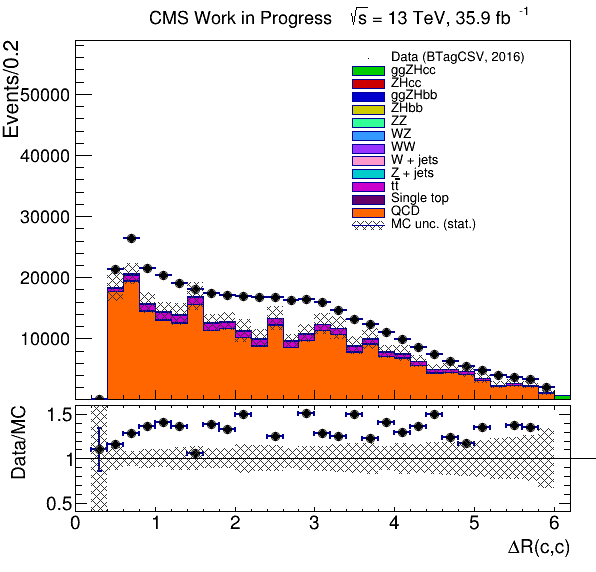 CMS Work in Progress √s = 13 TeV, 35.9 fb⁻¹
Events/0.2
50000
40000
30000
20000
10000
Data (BTagCSV, 2016)
ggZHcc
ZHcc
ggZHbb
ZHbb
ZZ
WZ
WW
W + jets
Z + jets
tt̅
Single top
QCD
MC unc. (stat.)
Data/MC
1.5
1
0.5
0 1 2 3 4 5 6
ΔR(c,c)